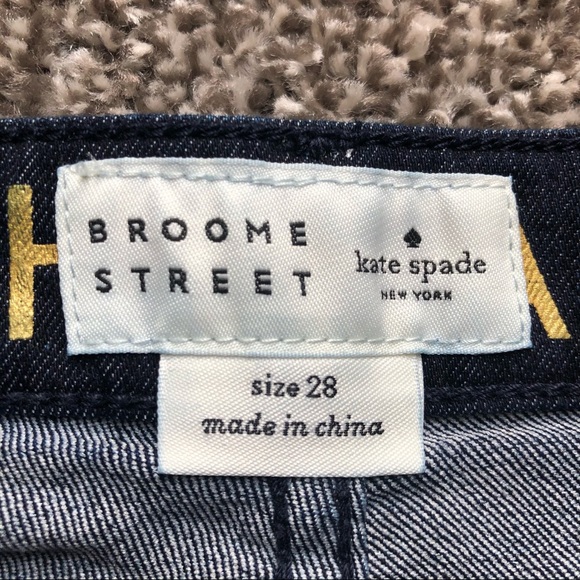 BROOME
STREET
kate spade
NEW YORK
H
A
size 28
made in china